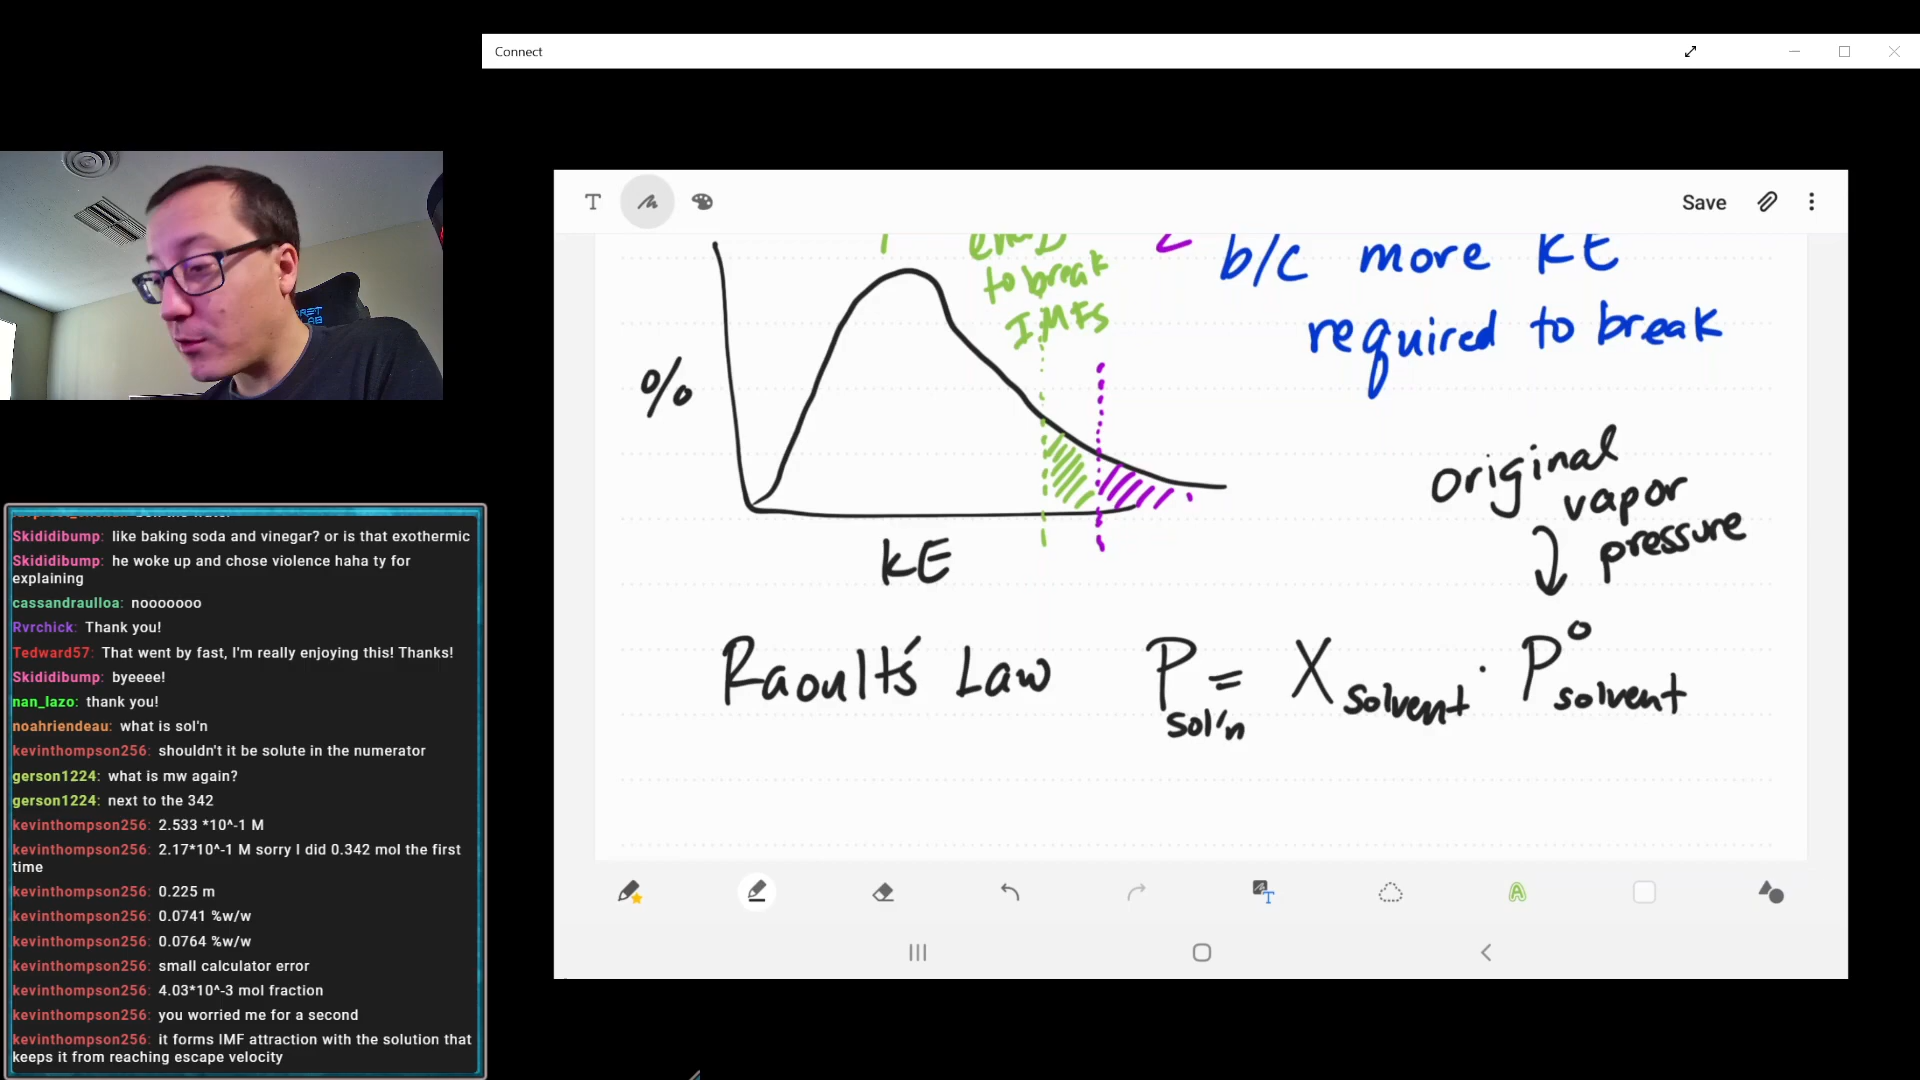 Connect
Save
to break
IMFs
b/c more KE
required to break
%
KE
original
vapor
pressure
Raoult's Law P sol'n = X solvent · P° solvent
Skididibump: like baking soda and vinegar? or is that exothermic
Skididibump: he woke up and chose violence haha ty for
explaining
cassandraulloa: nooooooo
Rvrchick: Thank you!
Tedward57: That went by fast, I'm really enjoying this! Thanks!
Skididibump: byeeee!
nan_lazo: thank you!
noahriendeau: what is sol'n
kevinthompson256: shouldn't it be solute in the numerator
gerson1224: what is mw again?
gerson1224: next to the 342
kevinthompson256: 2.533 *10^-1 M
kevinthompson256: 2.17*10^-1 M sorry I did 0.342 mol the first
time
kevinthompson256: 0.225 m
kevinthompson256: 0.0741 %w/w
kevinthompson256: 0.0764 %w/w
kevinthompson256: small calculator error
kevinthompson256: 4.03*10^-3 mol fraction
kevinthompson256: you worried me for a second
kevinthompson256: it forms IMF attraction with the solution that
keeps it from reaching escape velocity